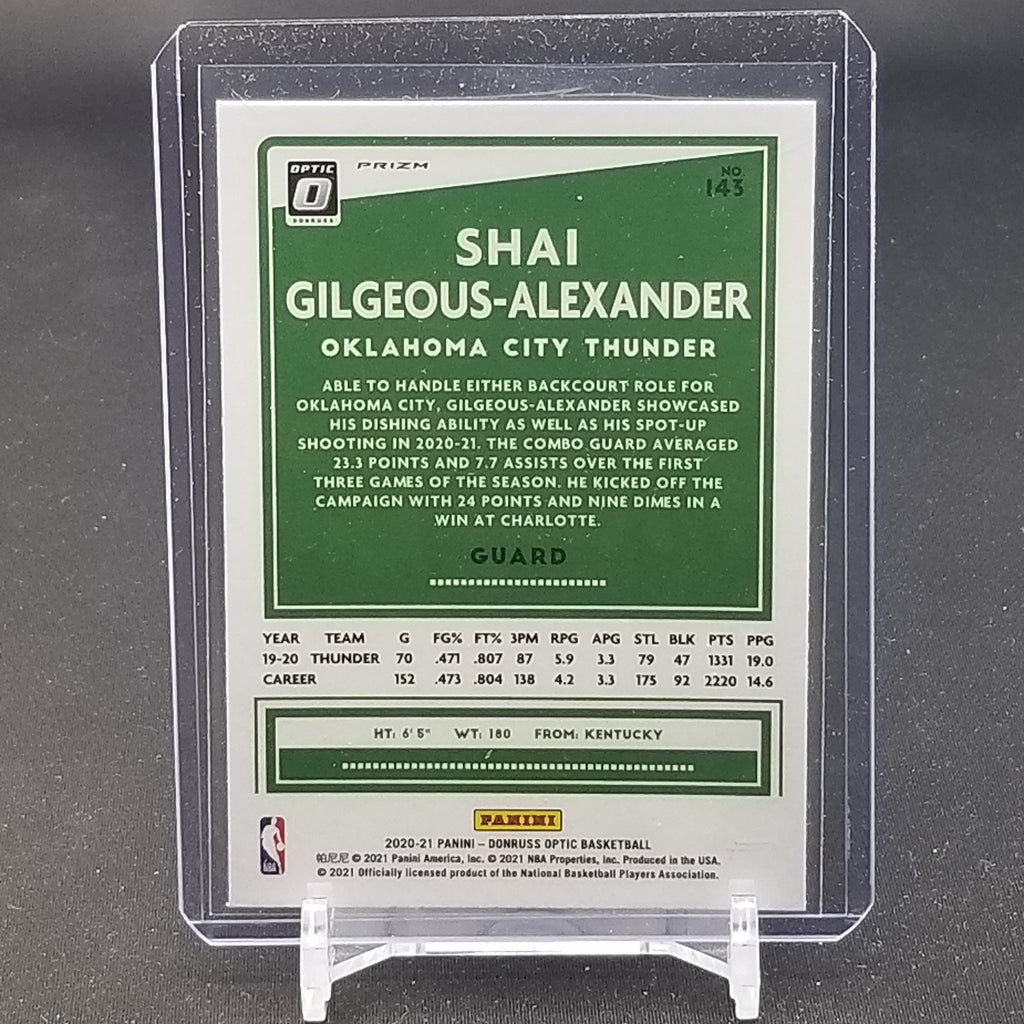 OPTIC
O
DONRUSS
PRIZM
NO.
143
SHAI
GILGEOUS-ALEXANDER
OKLAHOMA CITY THUNDER
ABLE TO HANDLE EITHER BACKCOURT ROLE FOR
OKLAHOMA CITY, GILGEOUS-ALEXANDER SHOWCASED
HIS DISHING ABILITY AS WELL AS HIS SPOT-UP
SHOOTING IN 2020-21. THE COMBO GUARD AVERAGED
23.3 POINTS AND 7.7 ASSISTS OVER THE FIRST
THREE GAMES OF THE SEASON. HE KICKED OFF THE
CAMPAIGN WITH 24 POINTS AND NINE DIMES IN A
WIN AT CHARLOTTE.
GUARD
YEAR TEAM G FG% FT% 3PM RPG APG STL BLK PTS PPG
19-20 THUNDER 70 .471 .807 87 5.9 3.3 79 47 1331 19.0
CAREER 152 .473 .804 138 4.2 3.3 175 92 2220 14.6
HT: 6' 5" WT: 180 FROM: KENTUCKY
PANINI
NBA
2020-21 PANINI – DONRUSS OPTIC BASKETBALL
帕尼尼 © 2021 Panini America, Inc. © 2021 NBA Properties, Inc. Produced in the USA.
© 2021 Officially licensed product of the National Basketball Players Association.